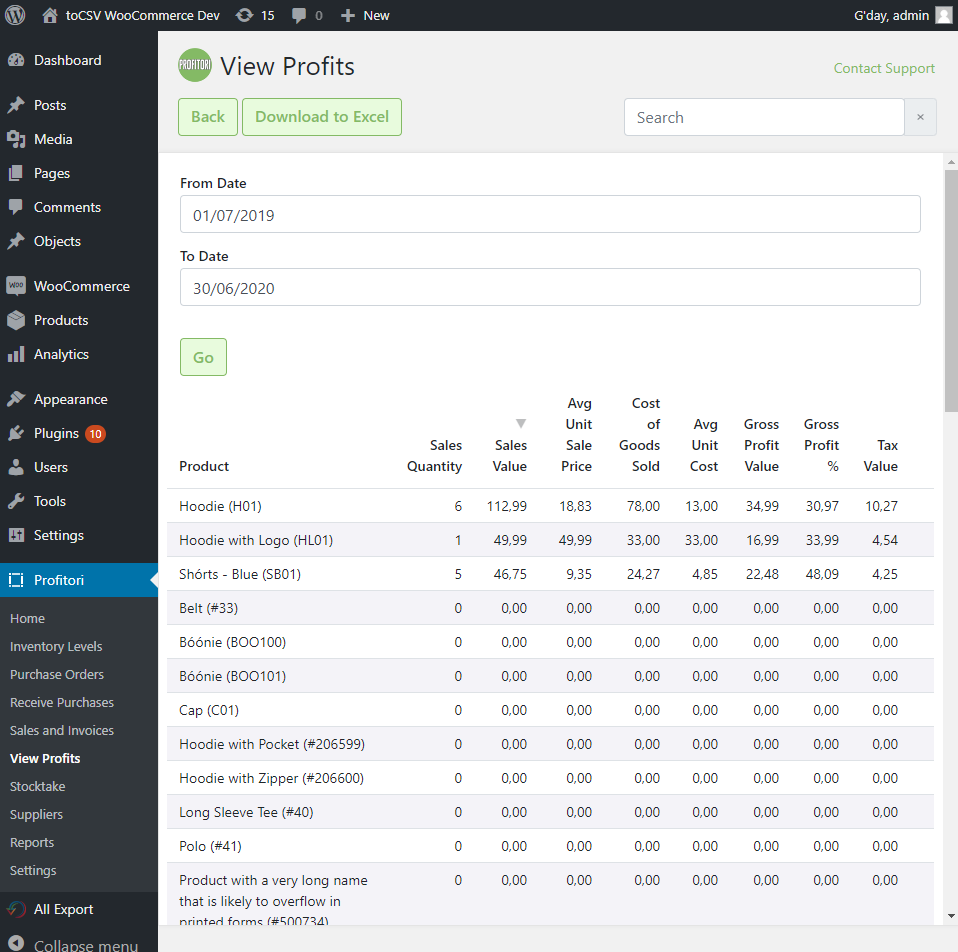 toCSV WooCommerce Dev 15 0 New G'day, admin
Dashboard
Posts
Media
Pages
Comments
Objects
WooCommerce
Products
Analytics
Appearance
Plugins 10
Users
Tools
Settings
Profitori
Home
Inventory Levels
Purchase Orders
Receive Purchases
Sales and Invoices
View Profits
Stocktake
Suppliers
Reports
Settings
All Export
Collapse menu
PROFITORI View Profits
Contact Support
Back Download to Excel Search ×
From Date
01/07/2019
To Date
30/06/2020
Go
Product Sales Quantity Sales Value Avg Unit Sale Price Cost of Goods Sold Avg Unit Cost Gross Profit Value Gross Profit % Tax Value
Hoodie (H01) 6 112,99 18,83 78,00 13,00 34,99 30,97 10,27
Hoodie with Logo (HL01) 1 49,99 49,99 33,00 33,00 16,99 33,99 4,54
Shórts - Blue (SB01) 5 46,75 9,35 24,27 4,85 22,48 48,09 4,25
Belt (#33) 0 0,00 0,00 0,00 0,00 0,00 0,00 0,00
Bóónie (BOO100) 0 0,00 0,00 0,00 0,00 0,00 0,00 0,00
Bóónie (BOO101) 0 0,00 0,00 0,00 0,00 0,00 0,00 0,00
Cap (C01) 0 0,00 0,00 0,00 0,00 0,00 0,00 0,00
Hoodie with Pocket (#206599) 0 0,00 0,00 0,00 0,00 0,00 0,00 0,00
Hoodie with Zipper (#206600) 0 0,00 0,00 0,00 0,00 0,00 0,00 0,00
Long Sleeve Tee (#40) 0 0,00 0,00 0,00 0,00 0,00 0,00 0,00
Polo (#41) 0 0,00 0,00 0,00 0,00 0,00 0,00 0,00
Product with a very long name 0 0,00 0,00 0,00 0,00 0,00 0,00 0,00
that is likely to overflow in
printed forms (#500734)